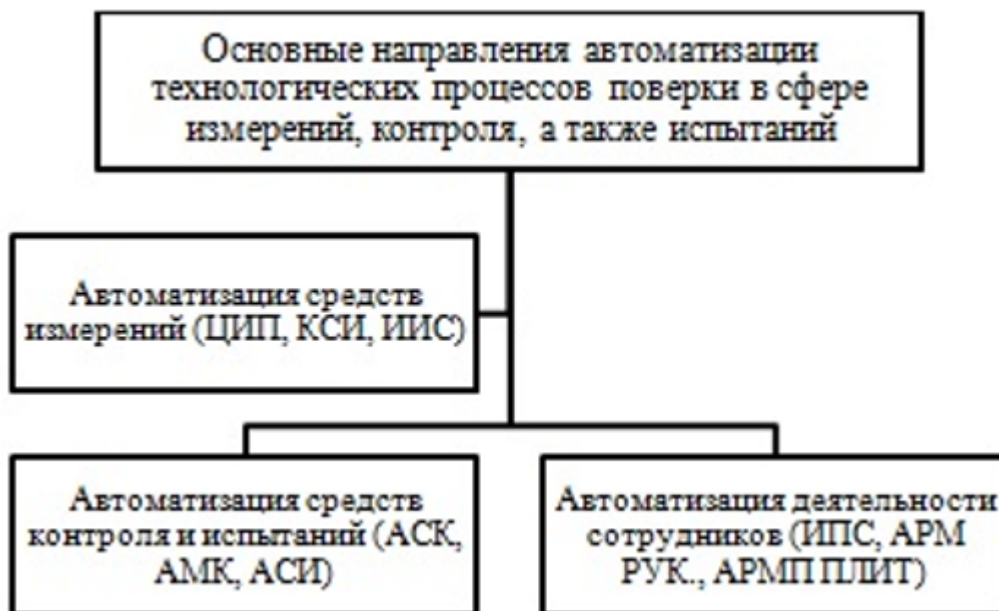 Основные направления автоматизации
технологических процессов поверки в сфере
измерений, контроля, а также испытаний
Автоматизация средств
измерений (ЦИП, КСИ, ИИС)
Автоматизация средств
контроля и испытаний (АСК,
АМК, АСИ)
Автоматизация деятельности
сотрудников (ИПС, АРМ
РУК., АРМП ПЛИТ)